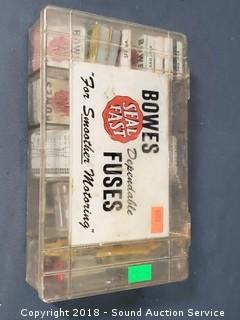 BOWES
SEAL
FAST
Dependable
FUSES
"For Smoother Motoring"
Copyright 2018 - Sound Auction Service